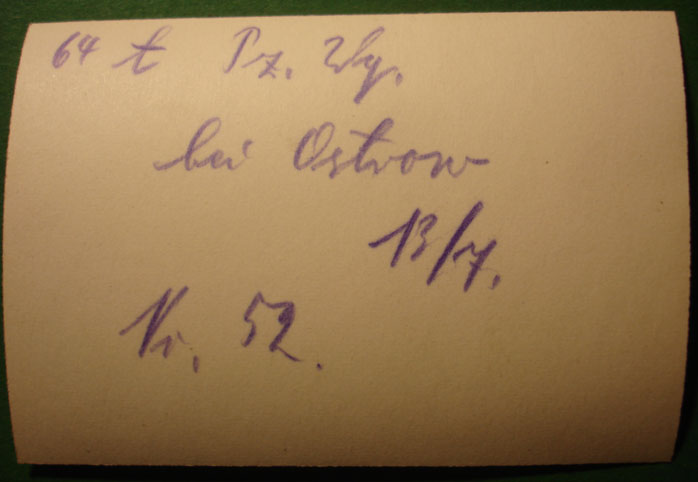 64 t Pz. Wg.
bei Ostrow
13/7.
Nr. 52.